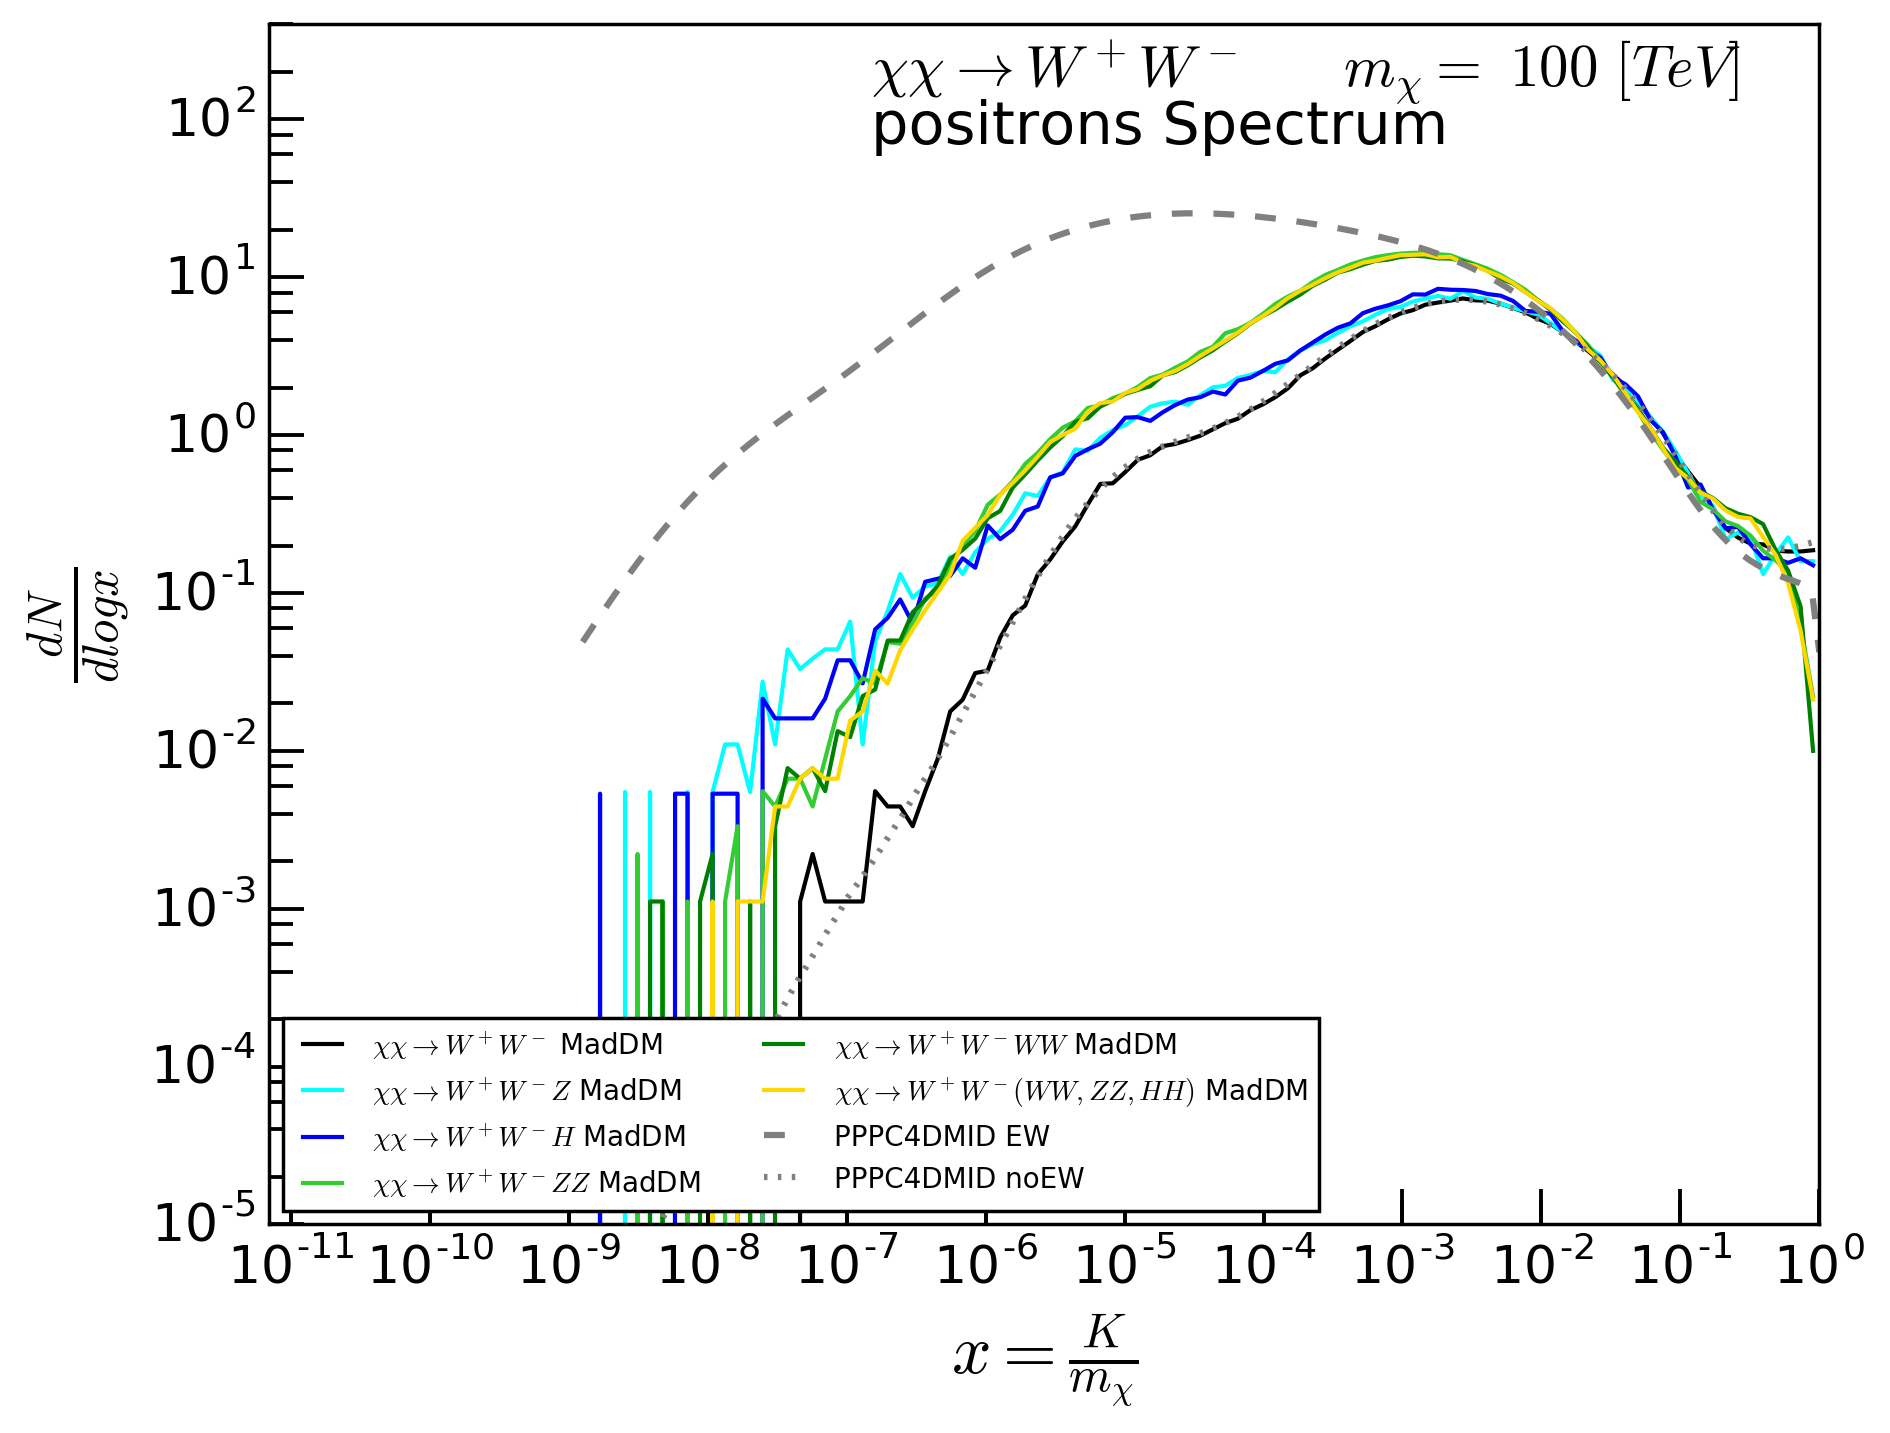 χχ → W⁺W⁻ m_χ = 100 [TeV]
positrons Spectrum
dN/dlogx
10²
10¹
10⁰
10⁻¹
10⁻²
10⁻³
10⁻⁴
10⁻⁵
χχ → W⁺W⁻ MadDM
χχ → W⁺W⁻Z MadDM
χχ → W⁺W⁻H MadDM
χχ → W⁺W⁻ZZ MadDM
χχ → W⁺W⁻WW MadDM
χχ → W⁺W⁻(WW, ZZ, HH) MadDM
PPPC4DMID EW
PPPC4DMID noEW
10⁻¹¹ 10⁻¹⁰ 10⁻⁹ 10⁻⁸ 10⁻⁷ 10⁻⁶ 10⁻⁵ 10⁻⁴ 10⁻³ 10⁻² 10⁻¹ 10⁰
x = K/m_χ